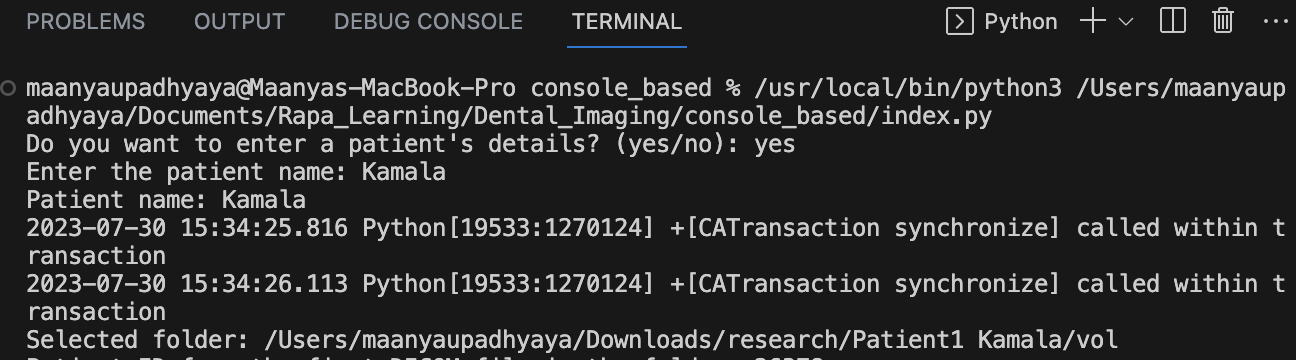 PROBLEMS OUTPUT DEBUG CONSOLE TERMINAL Python
maanyaupadhyaya@Maanyas-MacBook-Pro console_based % /usr/local/bin/python3 /Users/maanyaup
adhyaya/Documents/Rapa_Learning/Dental_Imaging/console_based/index.py
Do you want to enter a patient's details? (yes/no): yes
Enter the patient name: Kamala
Patient name: Kamala
2023-07-30 15:34:25.816 Python[19533:1270124] +[CATransaction synchronize] called within t
ransaction
2023-07-30 15:34:26.113 Python[19533:1270124] +[CATransaction synchronize] called within t
ransaction
Selected folder: /Users/maanyaupadhyaya/Downloads/research/Patient1 Kamala/vol